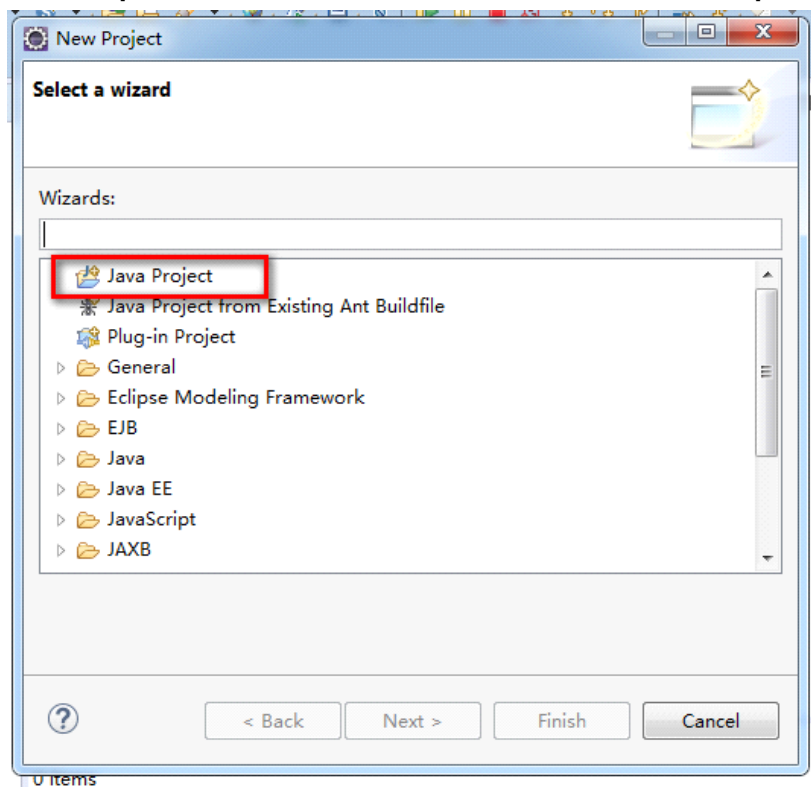 New Project
Select a wizard
Wizards:
Java Project
Java Project from Existing Ant Buildfile
Plug-in Project
General
Eclipse Modeling Framework
EJB
Java
Java EE
JavaScript
JAXB
< Back Next > Finish Cancel
0 items